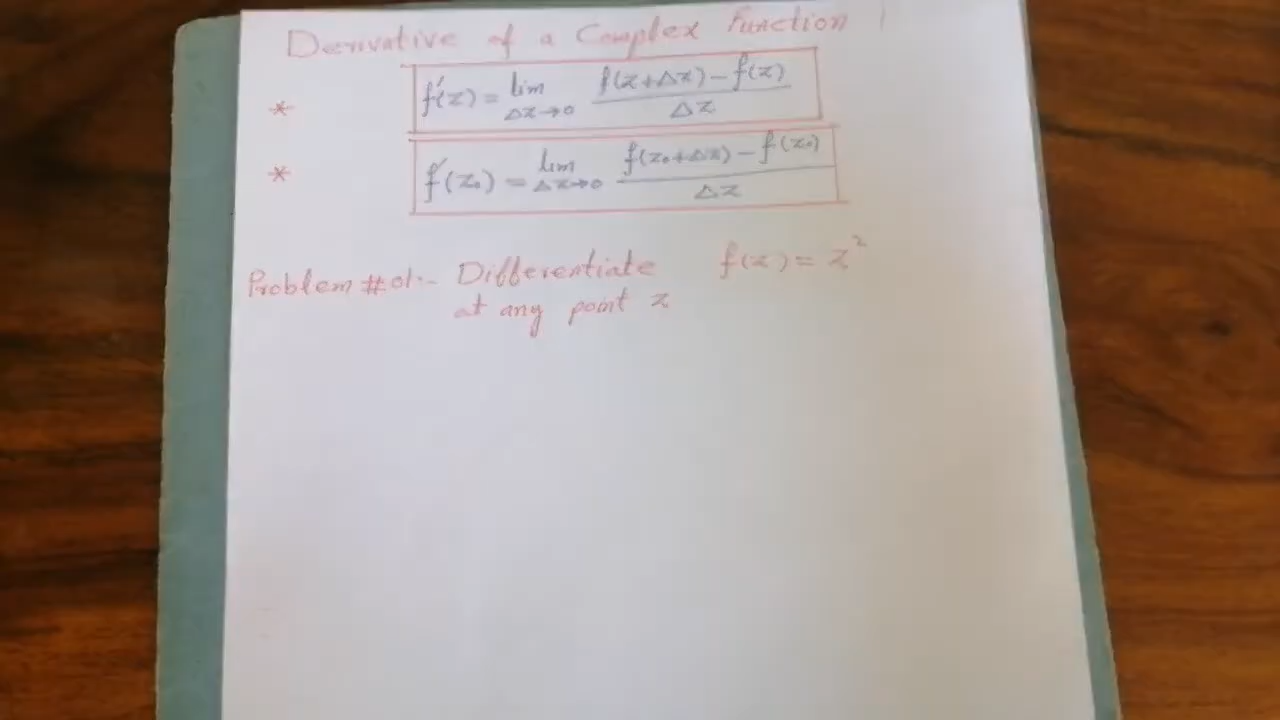 Derivative of a Complex Function
* f'(z) = lim Δz→0 f(z+Δz) - f(z) / Δz
* f'(z₀) = lim Δz→0 f(z₀+Δz) - f(z₀) / Δz
Problem #01:- Differentiate f(z) = z²
at any point z